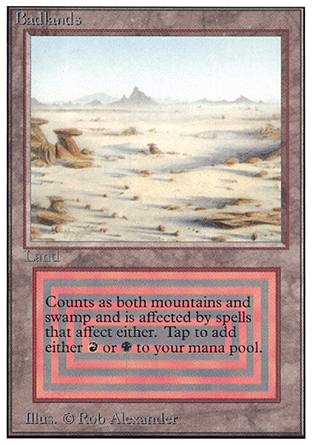 Badlands
Land
Counts as both mountains and
swamp and is affected by spells
that affect either. Tap to add
either or to your mana pool.
Illus. © Rob Alexander